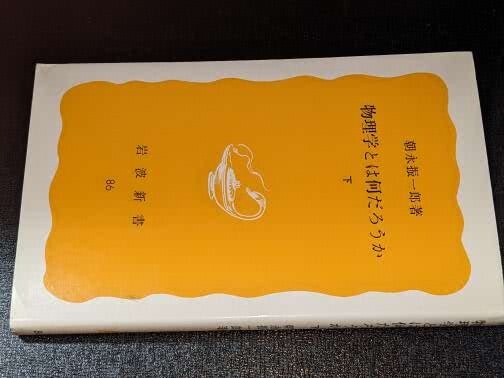 朝永振一郎著
物理学とは何だろうか
下
岩波新書
86